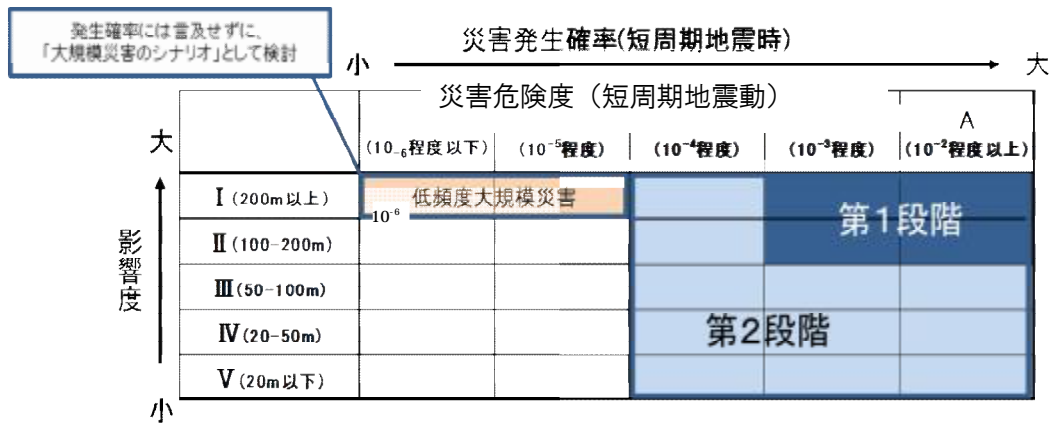 発生確率には言及せずに、
「大規模災害のシナリオ」として検討
災害発生確率(短周期地震時)
小
大
災害危険度（短周期地震動）
A
大
(10-6程度以下)
(10-5程度)
(10-4程度)
(10-3程度)
(10-2程度以上)
影響度
小
Ⅰ(200m以上)
低頻度大規模災害
10-6
第1段階
Ⅱ(100-200m)
Ⅲ(50-100m)
Ⅳ(20-50m)
第2段階
Ⅴ(20m以下)